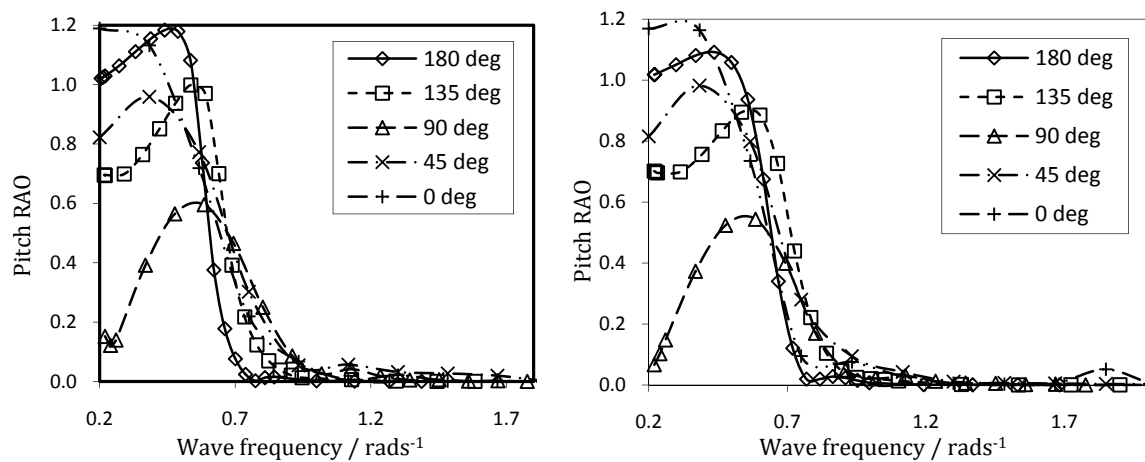 Pitch RAO
1.2
1.0
0.8
0.6
0.4
0.2
0.0
0.2 0.7 1.2 1.7
Wave frequency / rads-1
180 deg
135 deg
90 deg
45 deg
0 deg
Pitch RAO
1.2
1.0
0.8
0.6
0.4
0.2
0.0
0.2 0.7 1.2 1.7
Wave frequency / rads-1
180 deg
135 deg
90 deg
45 deg
0 deg